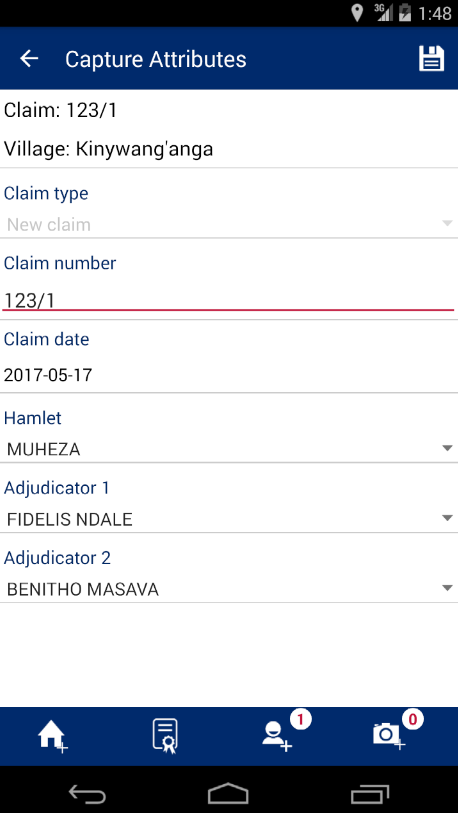 3G 1:48
Capture Attributes
Claim: 123/1
Village: Kinywang'anga
Claim type
New claim
Claim number
123/1
Claim date
2017-05-17
Hamlet
MUHEZA
Adjudicator 1
FIDELIS NDALE
Adjudicator 2
BENITHO MASAVA
1 0